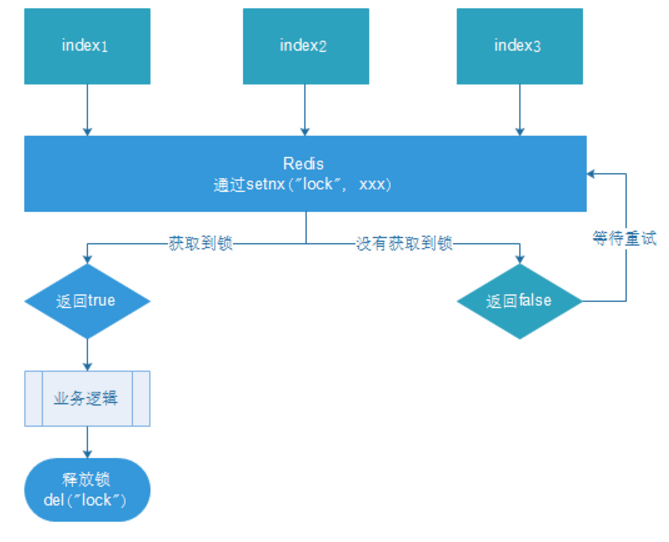 index1
index2
index3
Redis
通过setnx("lock", xxx)
获取到锁
没有获取到锁
等待重试
返回true
返回false
业务逻辑
释放锁
del("lock")